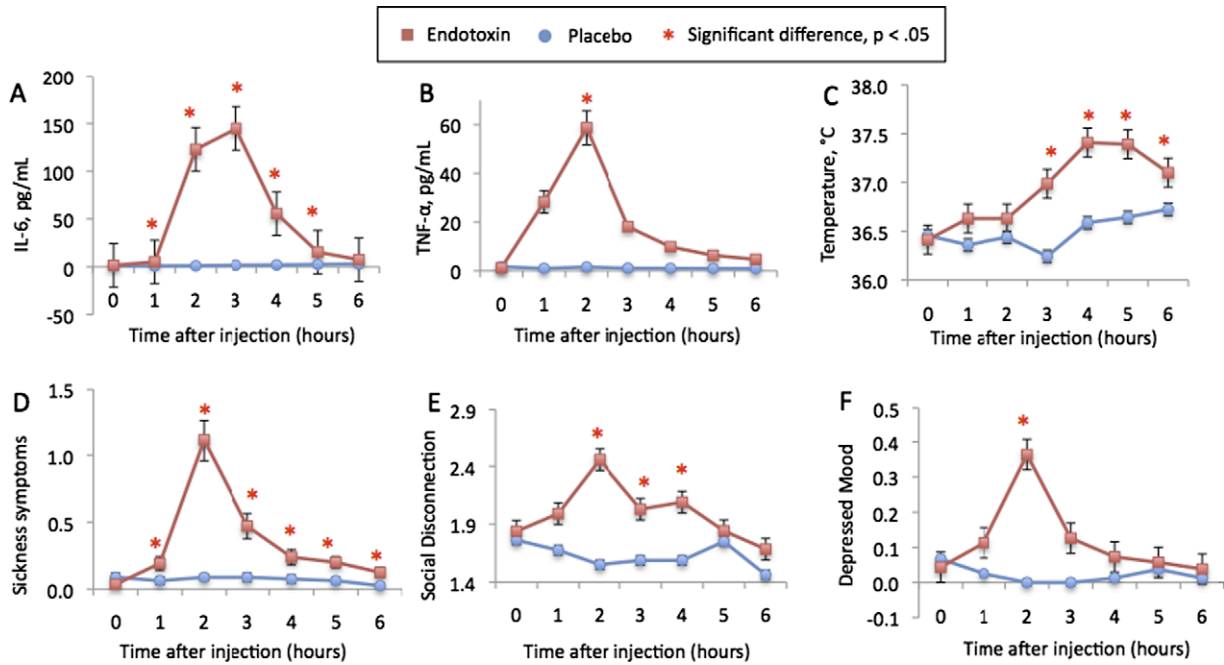 Endotoxin Placebo * Significant difference, p < .05
A
IL-6, pg/mL
200
150
100
50
0
-50
0 1 2 3 4 5 6
Time after injection (hours)
B
TNF-α, pg/mL
60
40
20
0
0 1 2 3 4 5 6
Time after injection (hours)
C
Temperature, °C
37.5
37.0
36.5
36.0
0 1 2 3 4 5 6
Time after injection (hours)
D
Sickness symptoms
1.5
1.0
0.5
0.0
0 1 2 3 4 5 6
Time after injection (hours)
E
Social Disconnection
2.9
2.4
1.9
1.4
0 1 2 3 4 5 6
Time after injection (hours)
F
Depressed Mood
0.5
0.4
0.3
0.2
0.1
0.0
-0.1
0 1 2 3 4 5 6
Time after injection (hours)